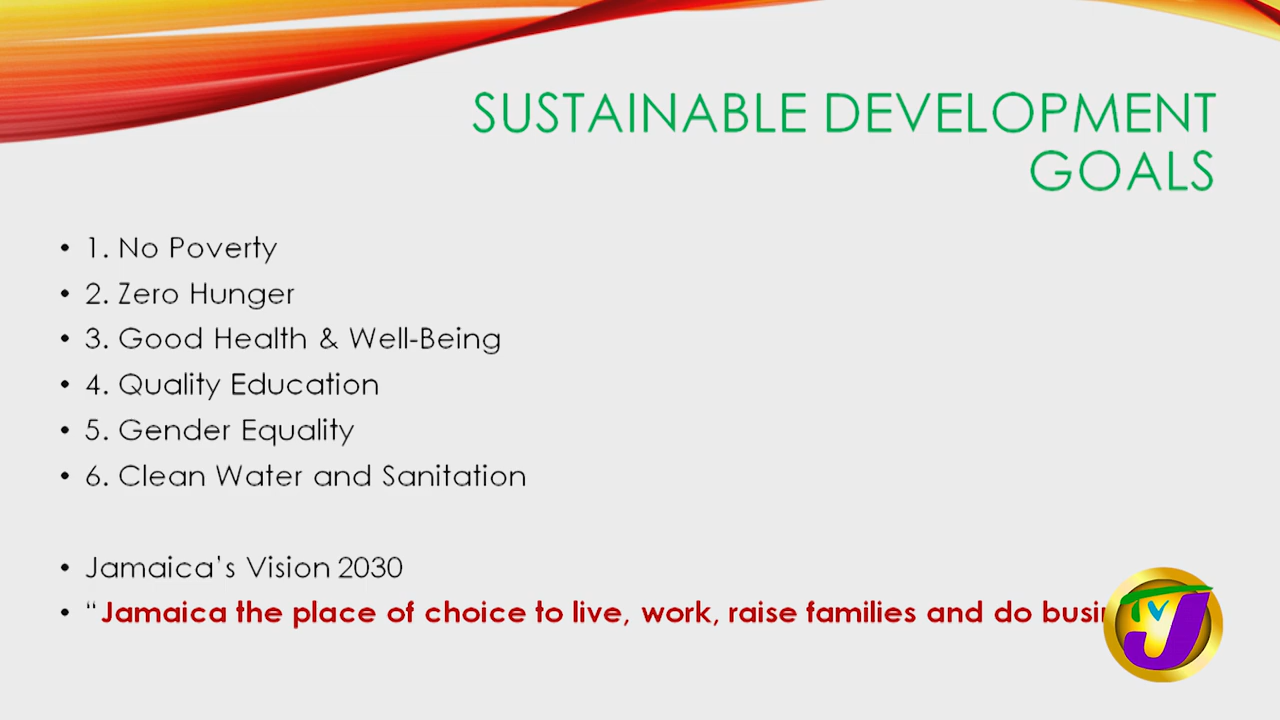 SUSTAINABLE DEVELOPMENT
GOALS
• 1. No Poverty
• 2. Zero Hunger
• 3. Good Health & Well-Being
• 4. Quality Education
• 5. Gender Equality
• 6. Clean Water and Sanitation
• Jamaica's Vision 2030
• "Jamaica the place of choice to live, work, raise families and do
TVJ